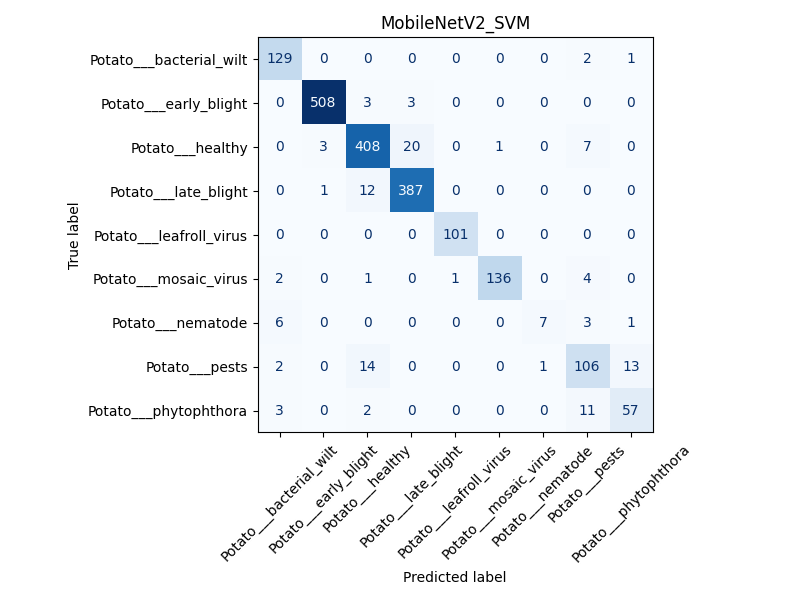 MobileNetV2_SVM
True label
Potato___bacterial_wilt 129 0 0 0 0 0 0 2 1
Potato___early_blight 0 508 3 3 0 0 0 0 0
Potato___healthy 0 3 408 20 0 1 0 7 0
Potato___late_blight 0 1 12 387 0 0 0 0 0
Potato___leafroll_virus 0 0 0 0 101 0 0 0 0
Potato___mosaic_virus 2 0 1 0 1 136 0 4 0
Potato___nematode 6 0 0 0 0 0 7 3 1
Potato___pests 2 0 14 0 0 0 1 106 13
Potato___phytophthora 3 0 2 0 0 0 0 11 57
Potato___bacterial_wilt
Potato___early_blight
Potato___healthy
Potato___late_blight
Potato___leafroll_virus
Potato___mosaic_virus
Potato___nematode
Potato___pests
Potato___phytophthora
Predicted label